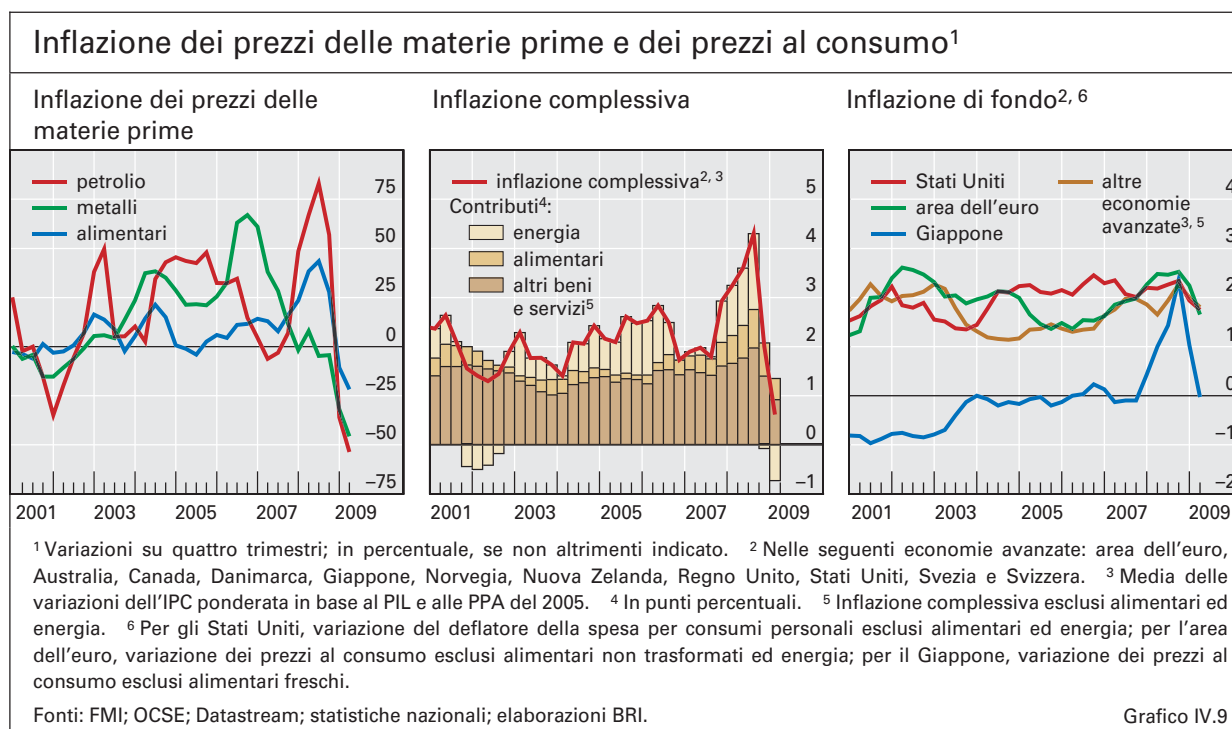 Inflazione dei prezzi delle materie prime e dei prezzi al consumo¹
Inflazione dei prezzi delle
materie prime
petrolio
metalli
alimentari
75
50
25
0
–25
–50
–75
2001 2003 2005 2007 2009
Inflazione complessiva
inflazione complessiva², ³
Contributi⁴:
energia
alimentari
altri beni
e servizi⁵
5
4
3
2
1
0
–1
2001 2003 2005 2007 2009
Inflazione di fondo², ⁶
Stati Uniti
area dell'euro
Giappone
altre
economie
avanzate³, ⁵
4
3
2
1
0
–1
–2
2001 2003 2005 2007 2009
¹ Variazioni su quattro trimestri; in percentuale, se non altrimenti indicato. ² Nelle seguenti economie avanzate: area dell'euro,
Australia, Canada, Danimarca, Giappone, Norvegia, Nuova Zelanda, Regno Unito, Stati Uniti, Svezia e Svizzera. ³ Media delle
variazioni dell'IPC ponderata in base al PIL e alle PPA del 2005. ⁴ In punti percentuali. ⁵ Inflazione complessiva esclusi alimentari ed
energia. ⁶ Per gli Stati Uniti, variazione del deflatore della spesa per consumi personali esclusi alimentari ed energia; per l'area
dell'euro, variazione dei prezzi al consumo esclusi alimentari non trasformati ed energia; per il Giappone, variazione dei prezzi al
consumo esclusi alimentari freschi.
Fonti: FMI; OCSE; Datastream; statistiche nazionali; elaborazioni BRI.
Grafico IV.9